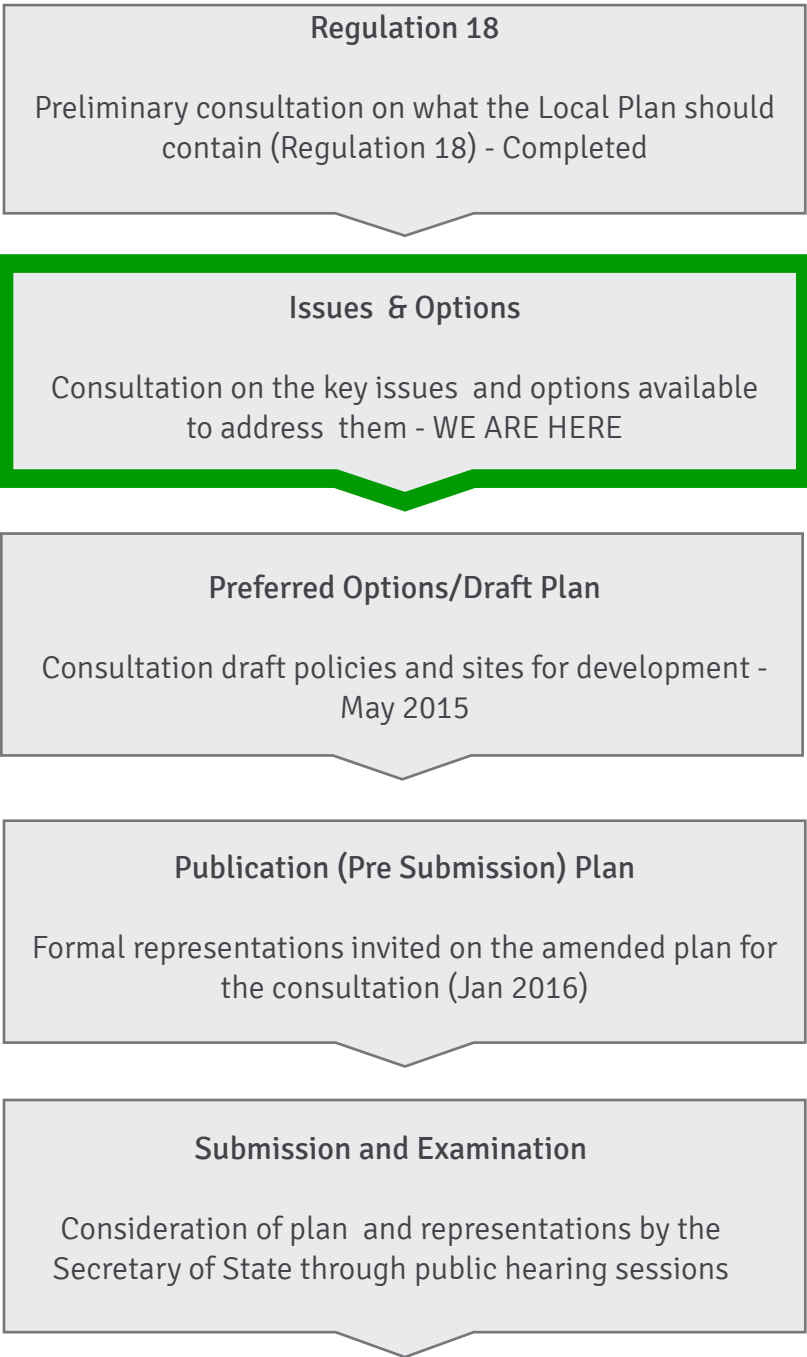 Regulation 18
Preliminary consultation on what the Local Plan should
contain (Regulation 18) - Completed
Issues & Options
Consultation on the key issues and options available
to address them - WE ARE HERE
Preferred Options/Draft Plan
Consultation draft policies and sites for development -
May 2015
Publication (Pre Submission) Plan
Formal representations invited on the amended plan for
the consultation (Jan 2016)
Submission and Examination
Consideration of plan and representations by the
Secretary of State through public hearing sessions